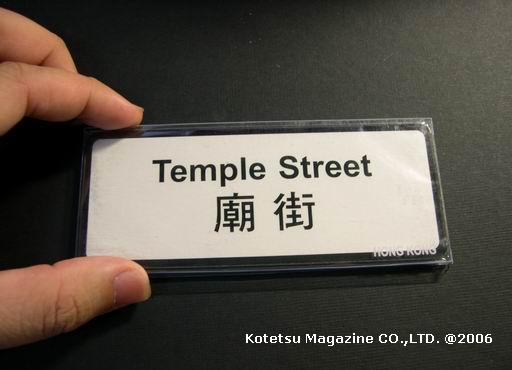 Temple Street
廟街
HONG KONG
Kotetsu Magazine CO.,LTD. @2006